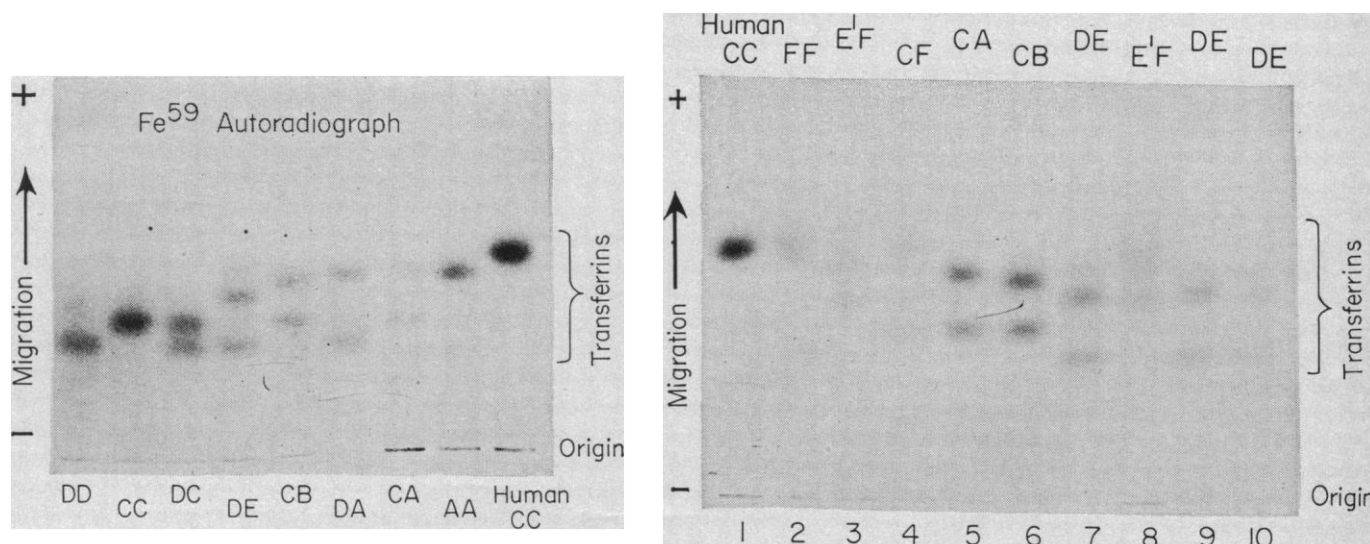 +
Fe59 Autoradiograph
Migration
Transferrins
−
Origin
DD CC DC DE CB DA CA AA Human CC
Human CC FF E'F CF CA CB DE E'F DE DE
+
Migration
Transferrins
−
Origin
1 2 3 4 5 6 7 8 9 10